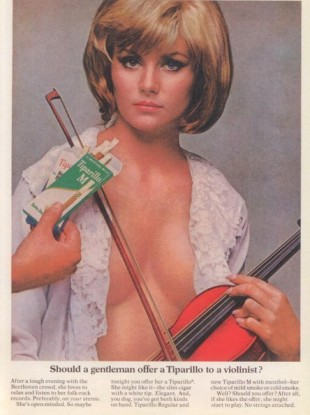 Tiparillo
Tiparillo
M
Should a gentleman offer a Tiparillo to a violinist?
After a tough evening with the
Beethoven crowd, she loves to
relax and listen to her folk-rock
records. Preferably, on your stereo.
She's open-minded. So maybe
tonight you offer her a Tiparillo®.
She might like it—the slim cigar
with a white tip. Elegant. And,
you dog, you've got both kinds
on hand. Tiparillo Regular and
new Tiparillo M with menthol—her
choice of mild smoke or cold smoke.
Well? Should you offer? After all,
if she likes the offer, she might
start to play. No strings attached.